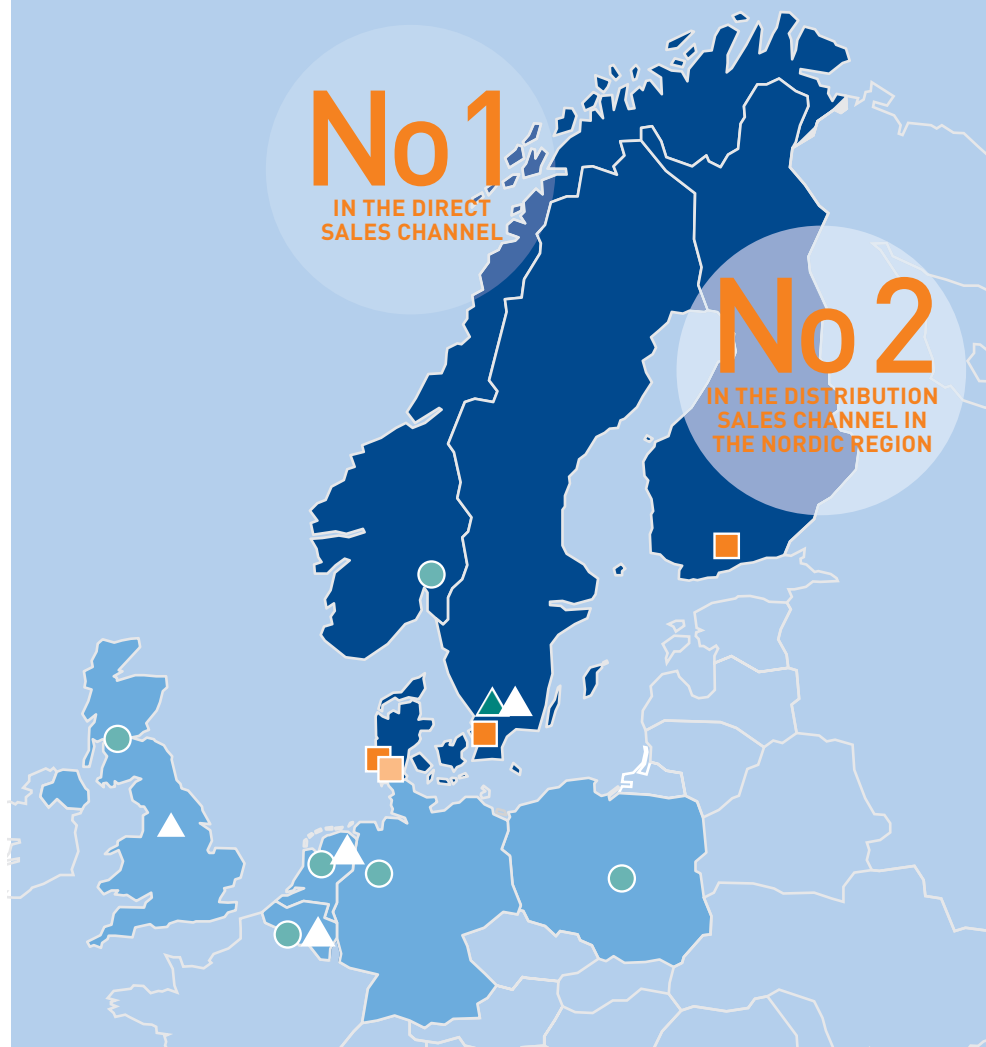 No 1
IN THE DIRECT
SALES CHANNEL
No 2
IN THE DISTRIBUTION
SALES CHANNEL IN
THE NORDIC REGION